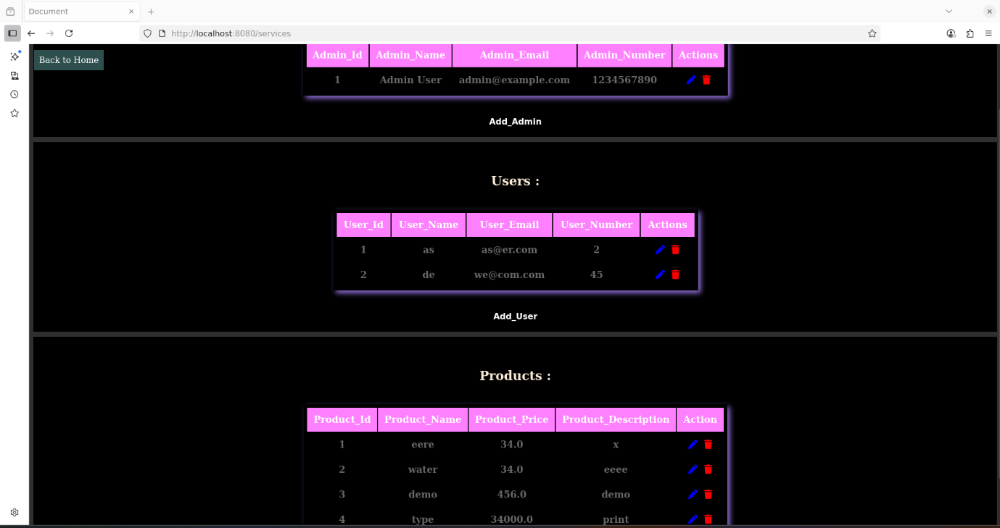 Document
http://localhost:8080/services
Back to Home
Admin_Id Admin_Name Admin_Email Admin_Number Actions
1 Admin User admin@example.com 1234567890
Add_Admin
Users :
User_Id User_Name User_Email User_Number Actions
1 as as@er.com 2
2 de we@com.com 45
Add_User
Products :
Product_Id Product_Name Product_Price Product_Description Action
1 eere 34.0 x
2 water 34.0 eeee
3 demo 456.0 demo
4 type 34000.0 print